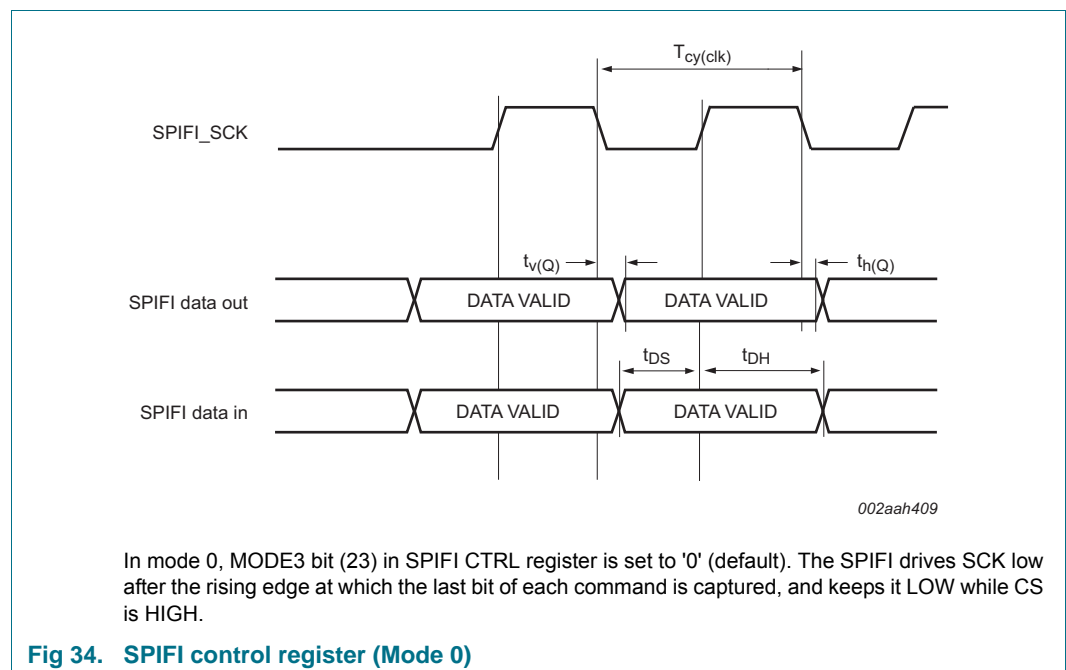 T_cy(clk)
SPIFI_SCK
t_v(Q)
t_h(Q)
SPIFI data out
DATA VALID
DATA VALID
t_DS
t_DH
SPIFI data in
DATA VALID
DATA VALID
002aah409
In mode 0, MODE3 bit (23) in SPIFI CTRL register is set to '0' (default). The SPIFI drives SCK low
after the rising edge at which the last bit of each command is captured, and keeps it LOW while CS
is HIGH.
Fig 34. SPIFI control register (Mode 0)